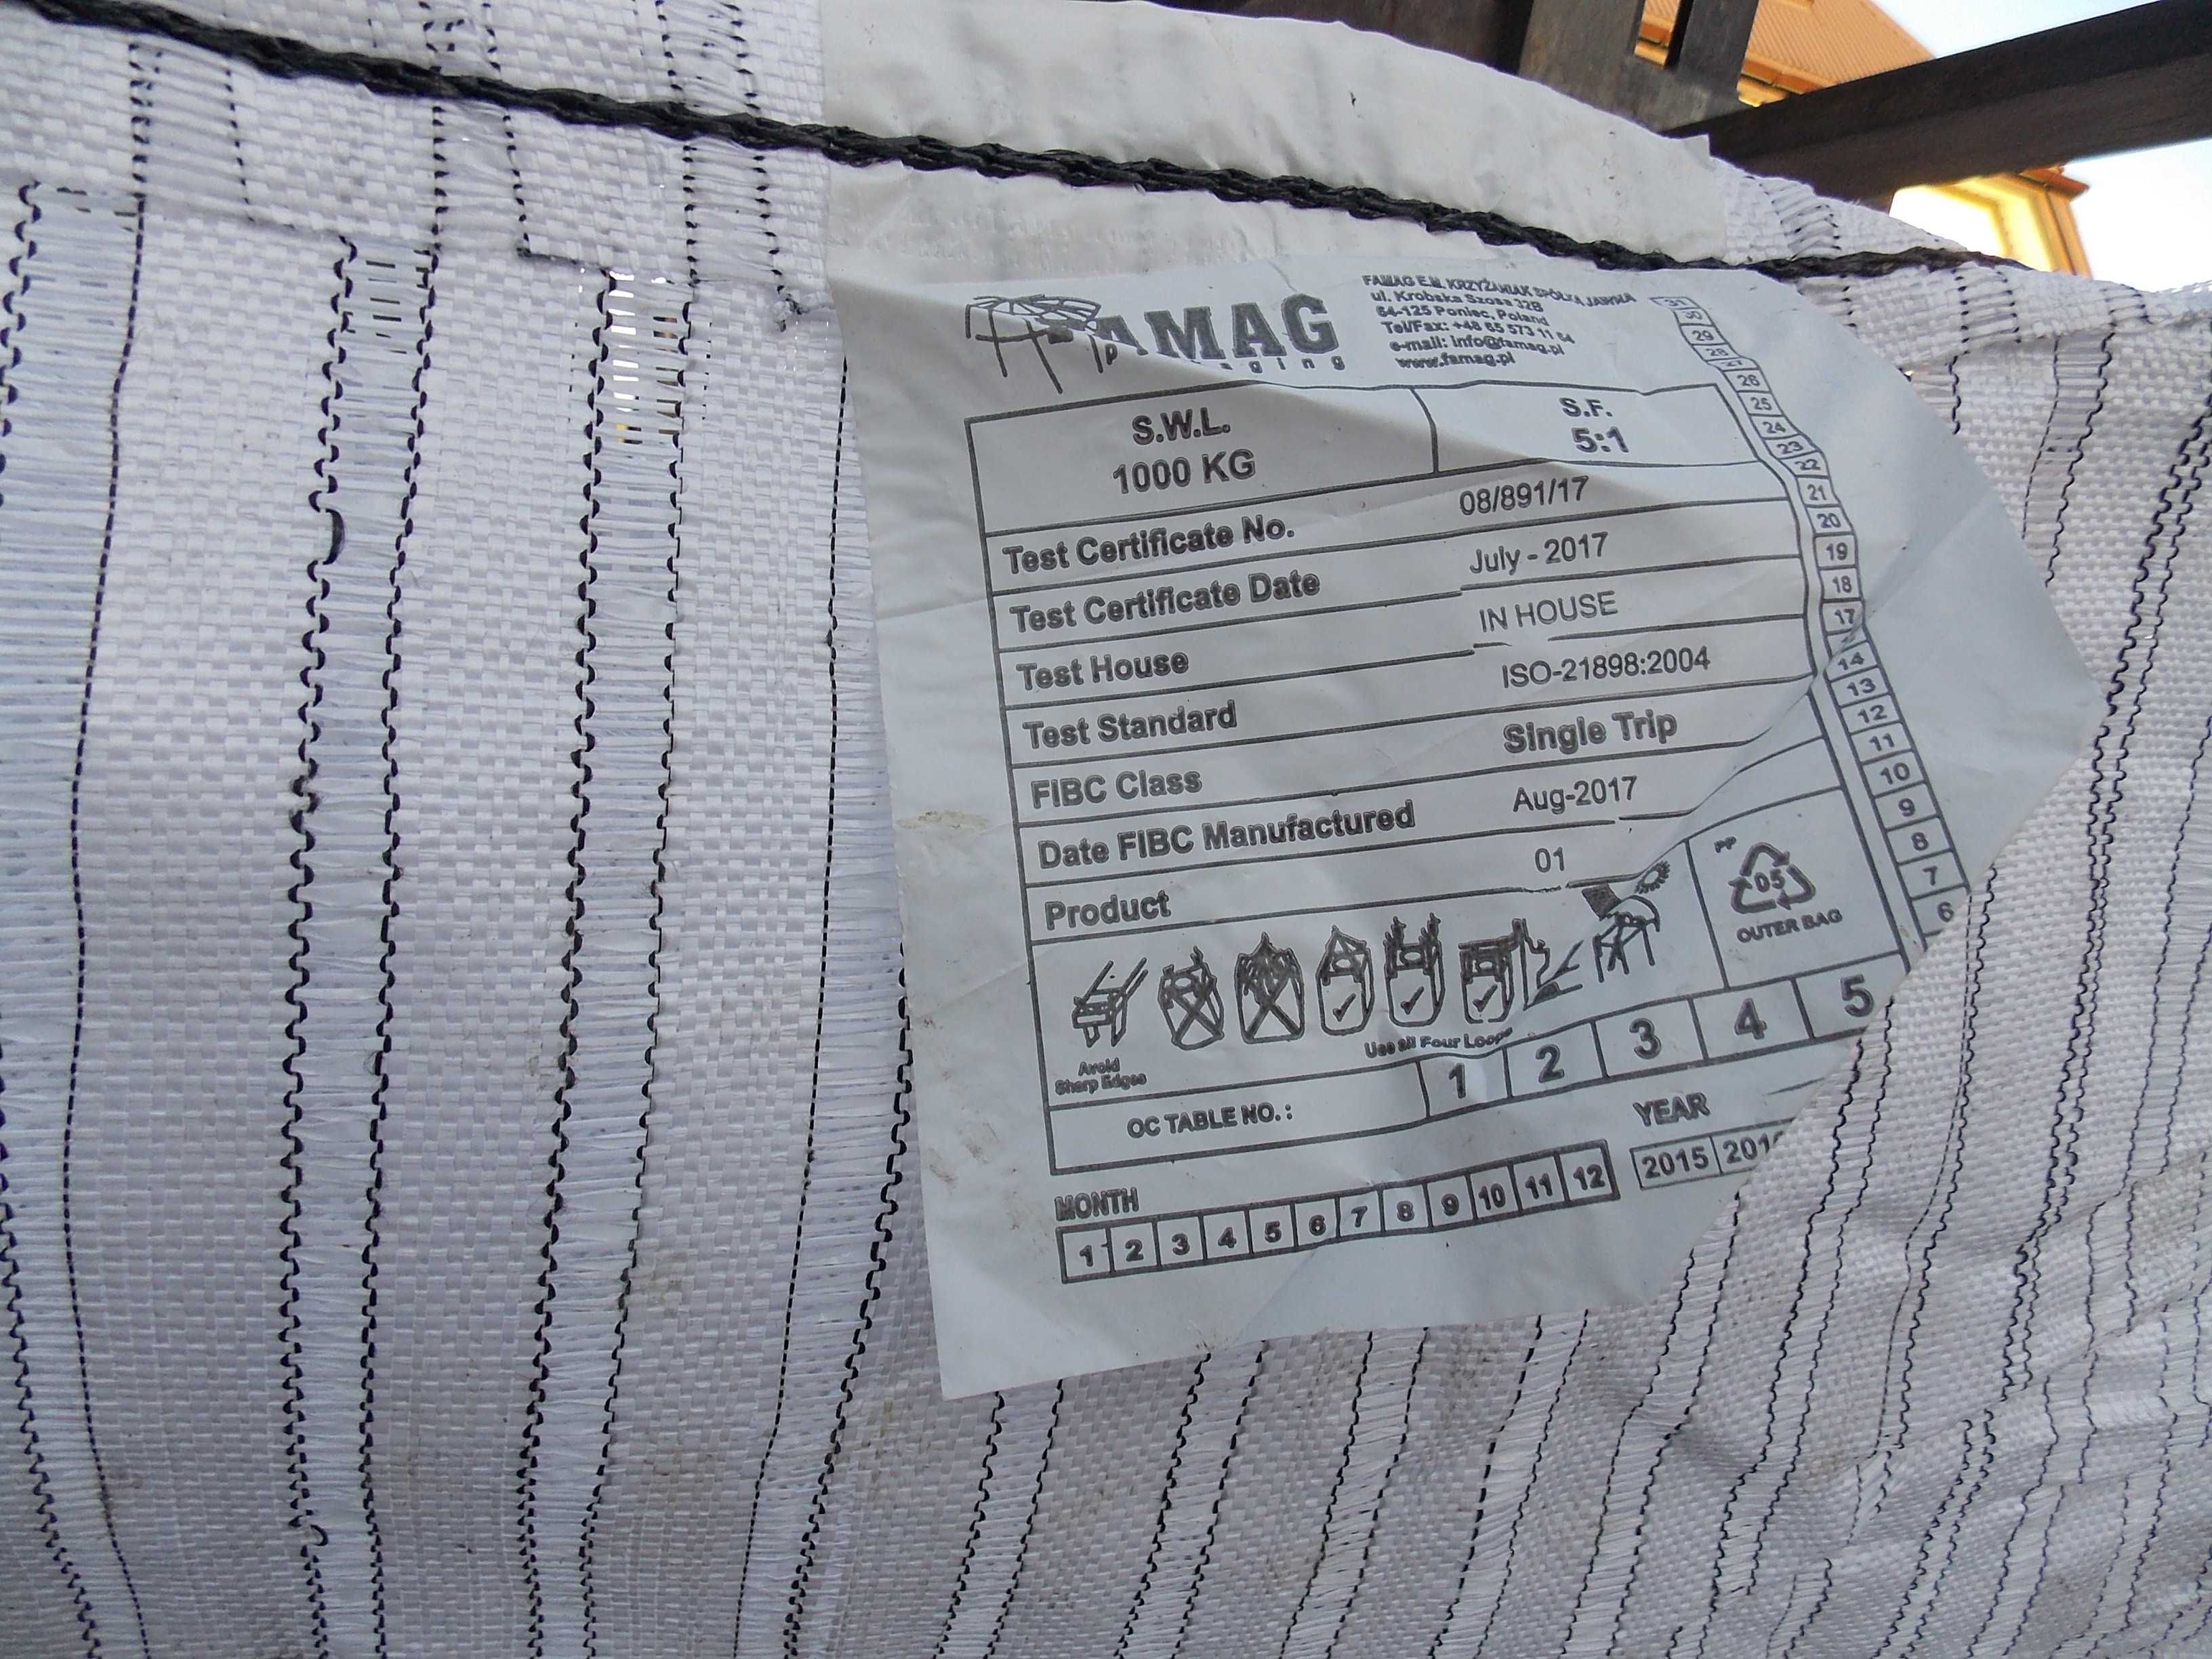 FAMAG
FAMAG E.M. KRZYŻANIAK SPÓŁKA JAWNA
ul. Krobska Szosa 32B
64-125 Poniec, Poland
Tel/Fax: +48 65 573 11 64
e-mail: info@famag.pl
www.famag.pl
S.W.L.
1000 KG
S.F.
5:1
Test Certificate No. 08/891/17
Test Certificate Date July - 2017
Test House IN HOUSE
Test Standard ISO-21898:2004
FIBC Class Single Trip
Date FIBC Manufactured Aug-2017
Product 01
Avoid
Sharp Edges
Use all Four Loops
PP
05
OUTER BAG
OC TABLE NO.:
1 2 3 4 5
31
30
29
28
27
26
25
24
23
22
21
20
19
18
17
14
13
12
11
10
9
8
7
6
MONTH
1 2 3 4 5 6 7 8 9 10 11 12
YEAR
2015